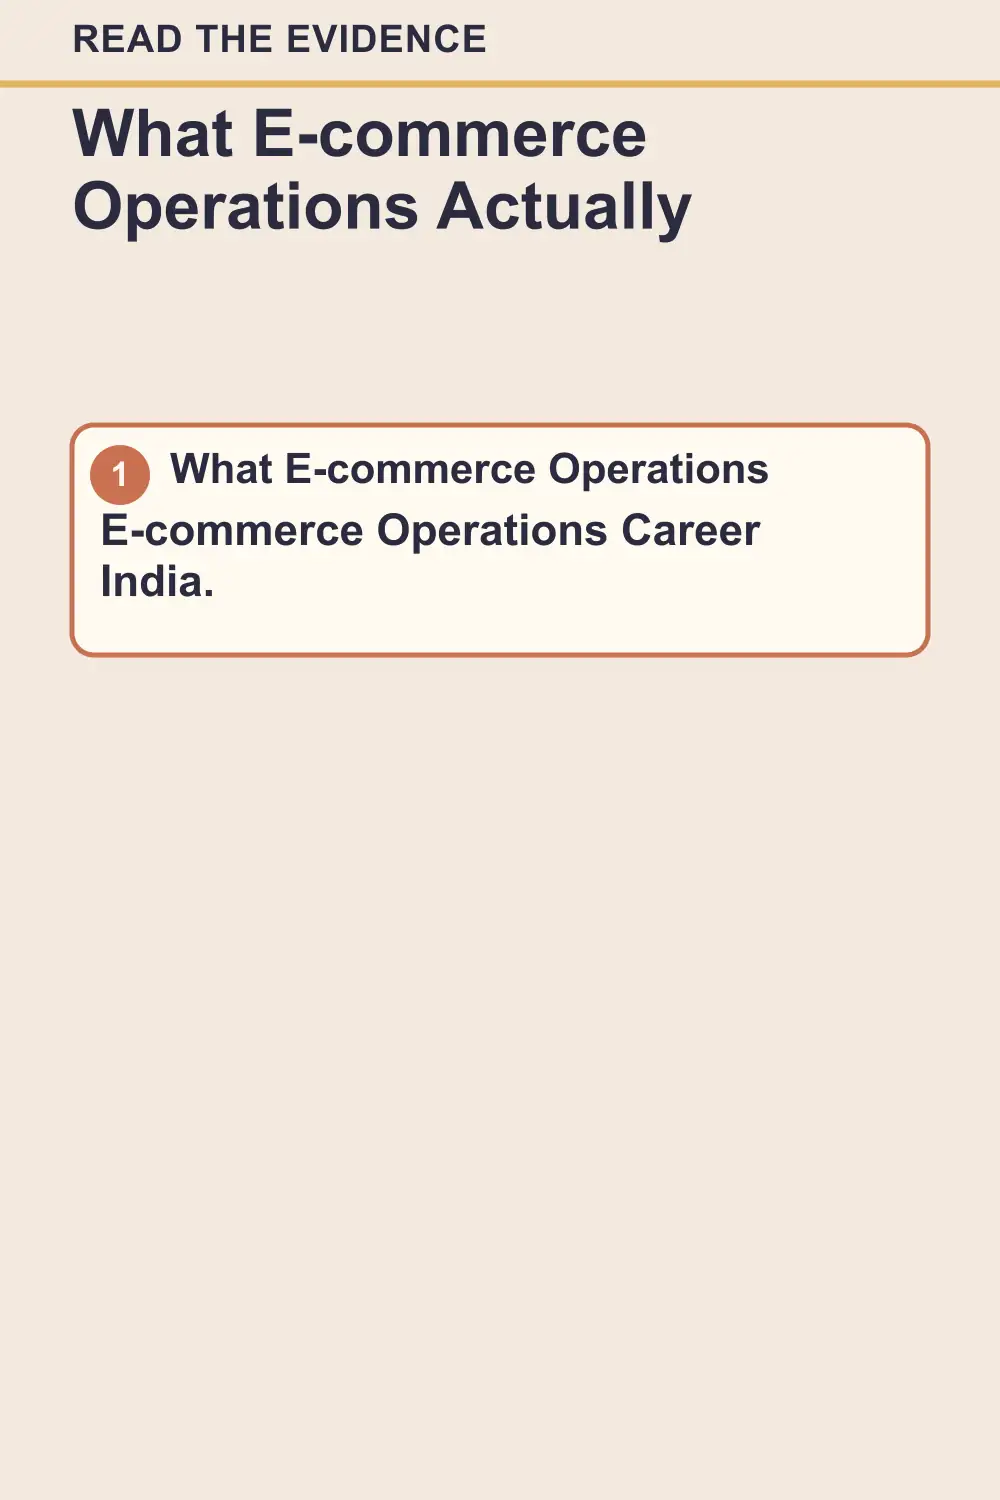 READ THE EVIDENCE
What E-commerce
Operations Actually
1 What E-commerce Operations
E-commerce Operations Career
India.